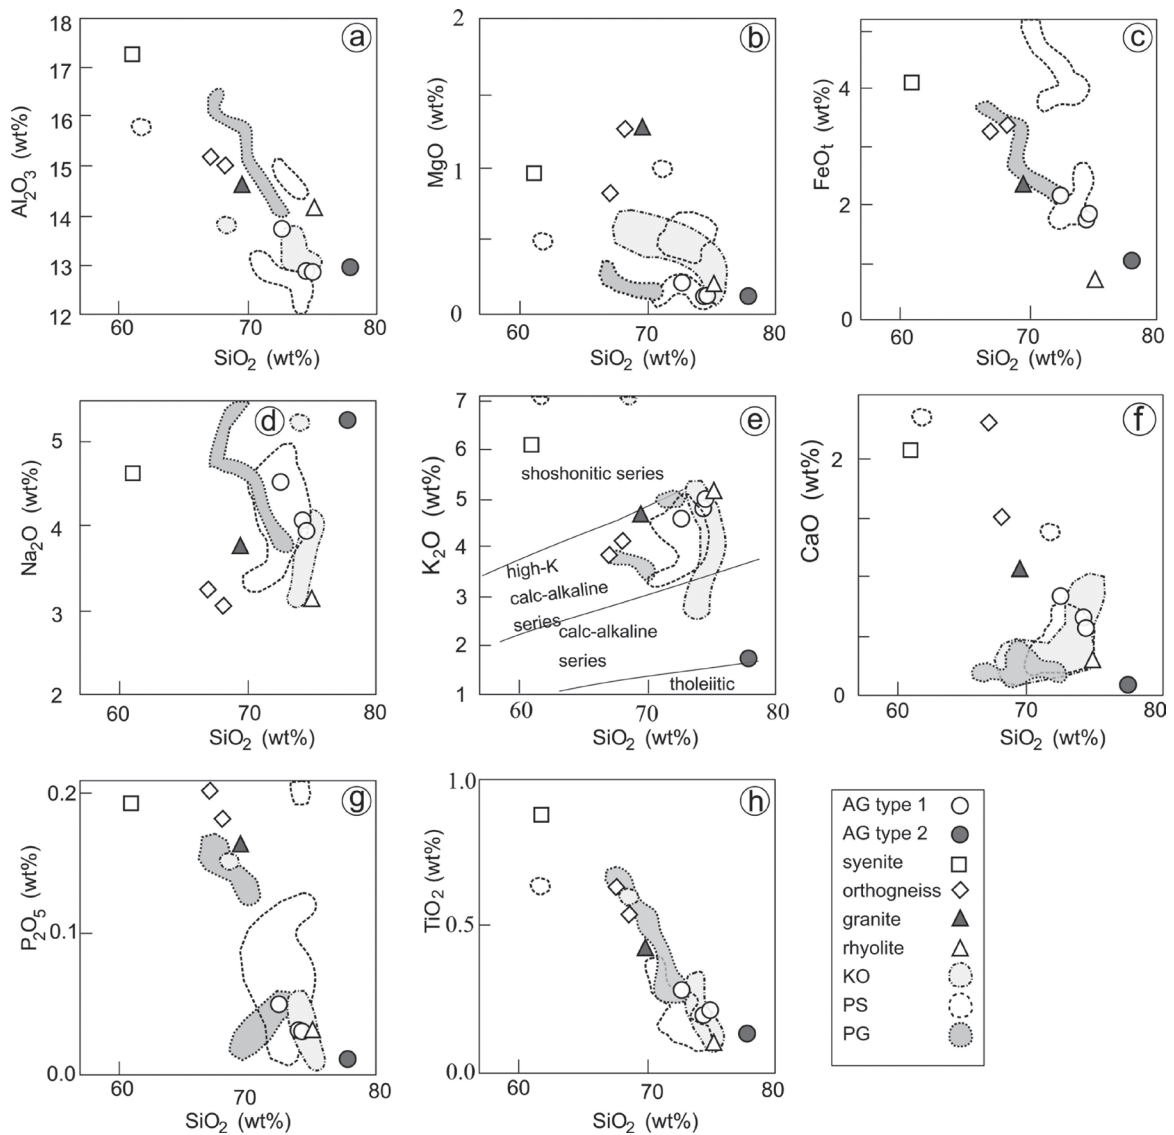 18
17
16
15
14
13
12
Al₂O₃ (wt%)
a
60
70
80
SiO₂ (wt%)
2
1
0
MgO (wt%)
b
60
70
80
SiO₂ (wt%)
4
2
0
FeOₜ (wt%)
c
60
70
80
SiO₂ (wt%)
5
4
3
2
Na₂O (wt%)
d
60
70
80
SiO₂ (wt%)
7
6
5
4
3
2
1
K₂O (wt%)
e
shoshonitic series
high-K
calc-alkaline
series
calc-alkaline
series
tholeiitic
60
70
80
SiO₂ (wt%)
2
0
CaO (wt%)
f
60
70
80
SiO₂ (wt%)
0.2
0.1
0.0
P₂O₅ (wt%)
g
60
70
80
SiO₂ (wt%)
1.0
0.5
0.0
TiO₂ (wt%)
h
60
70
80
SiO₂ (wt%)
AG type 1
AG type 2
syenite
orthogneiss
granite
rhyolite
KO
PS
PG